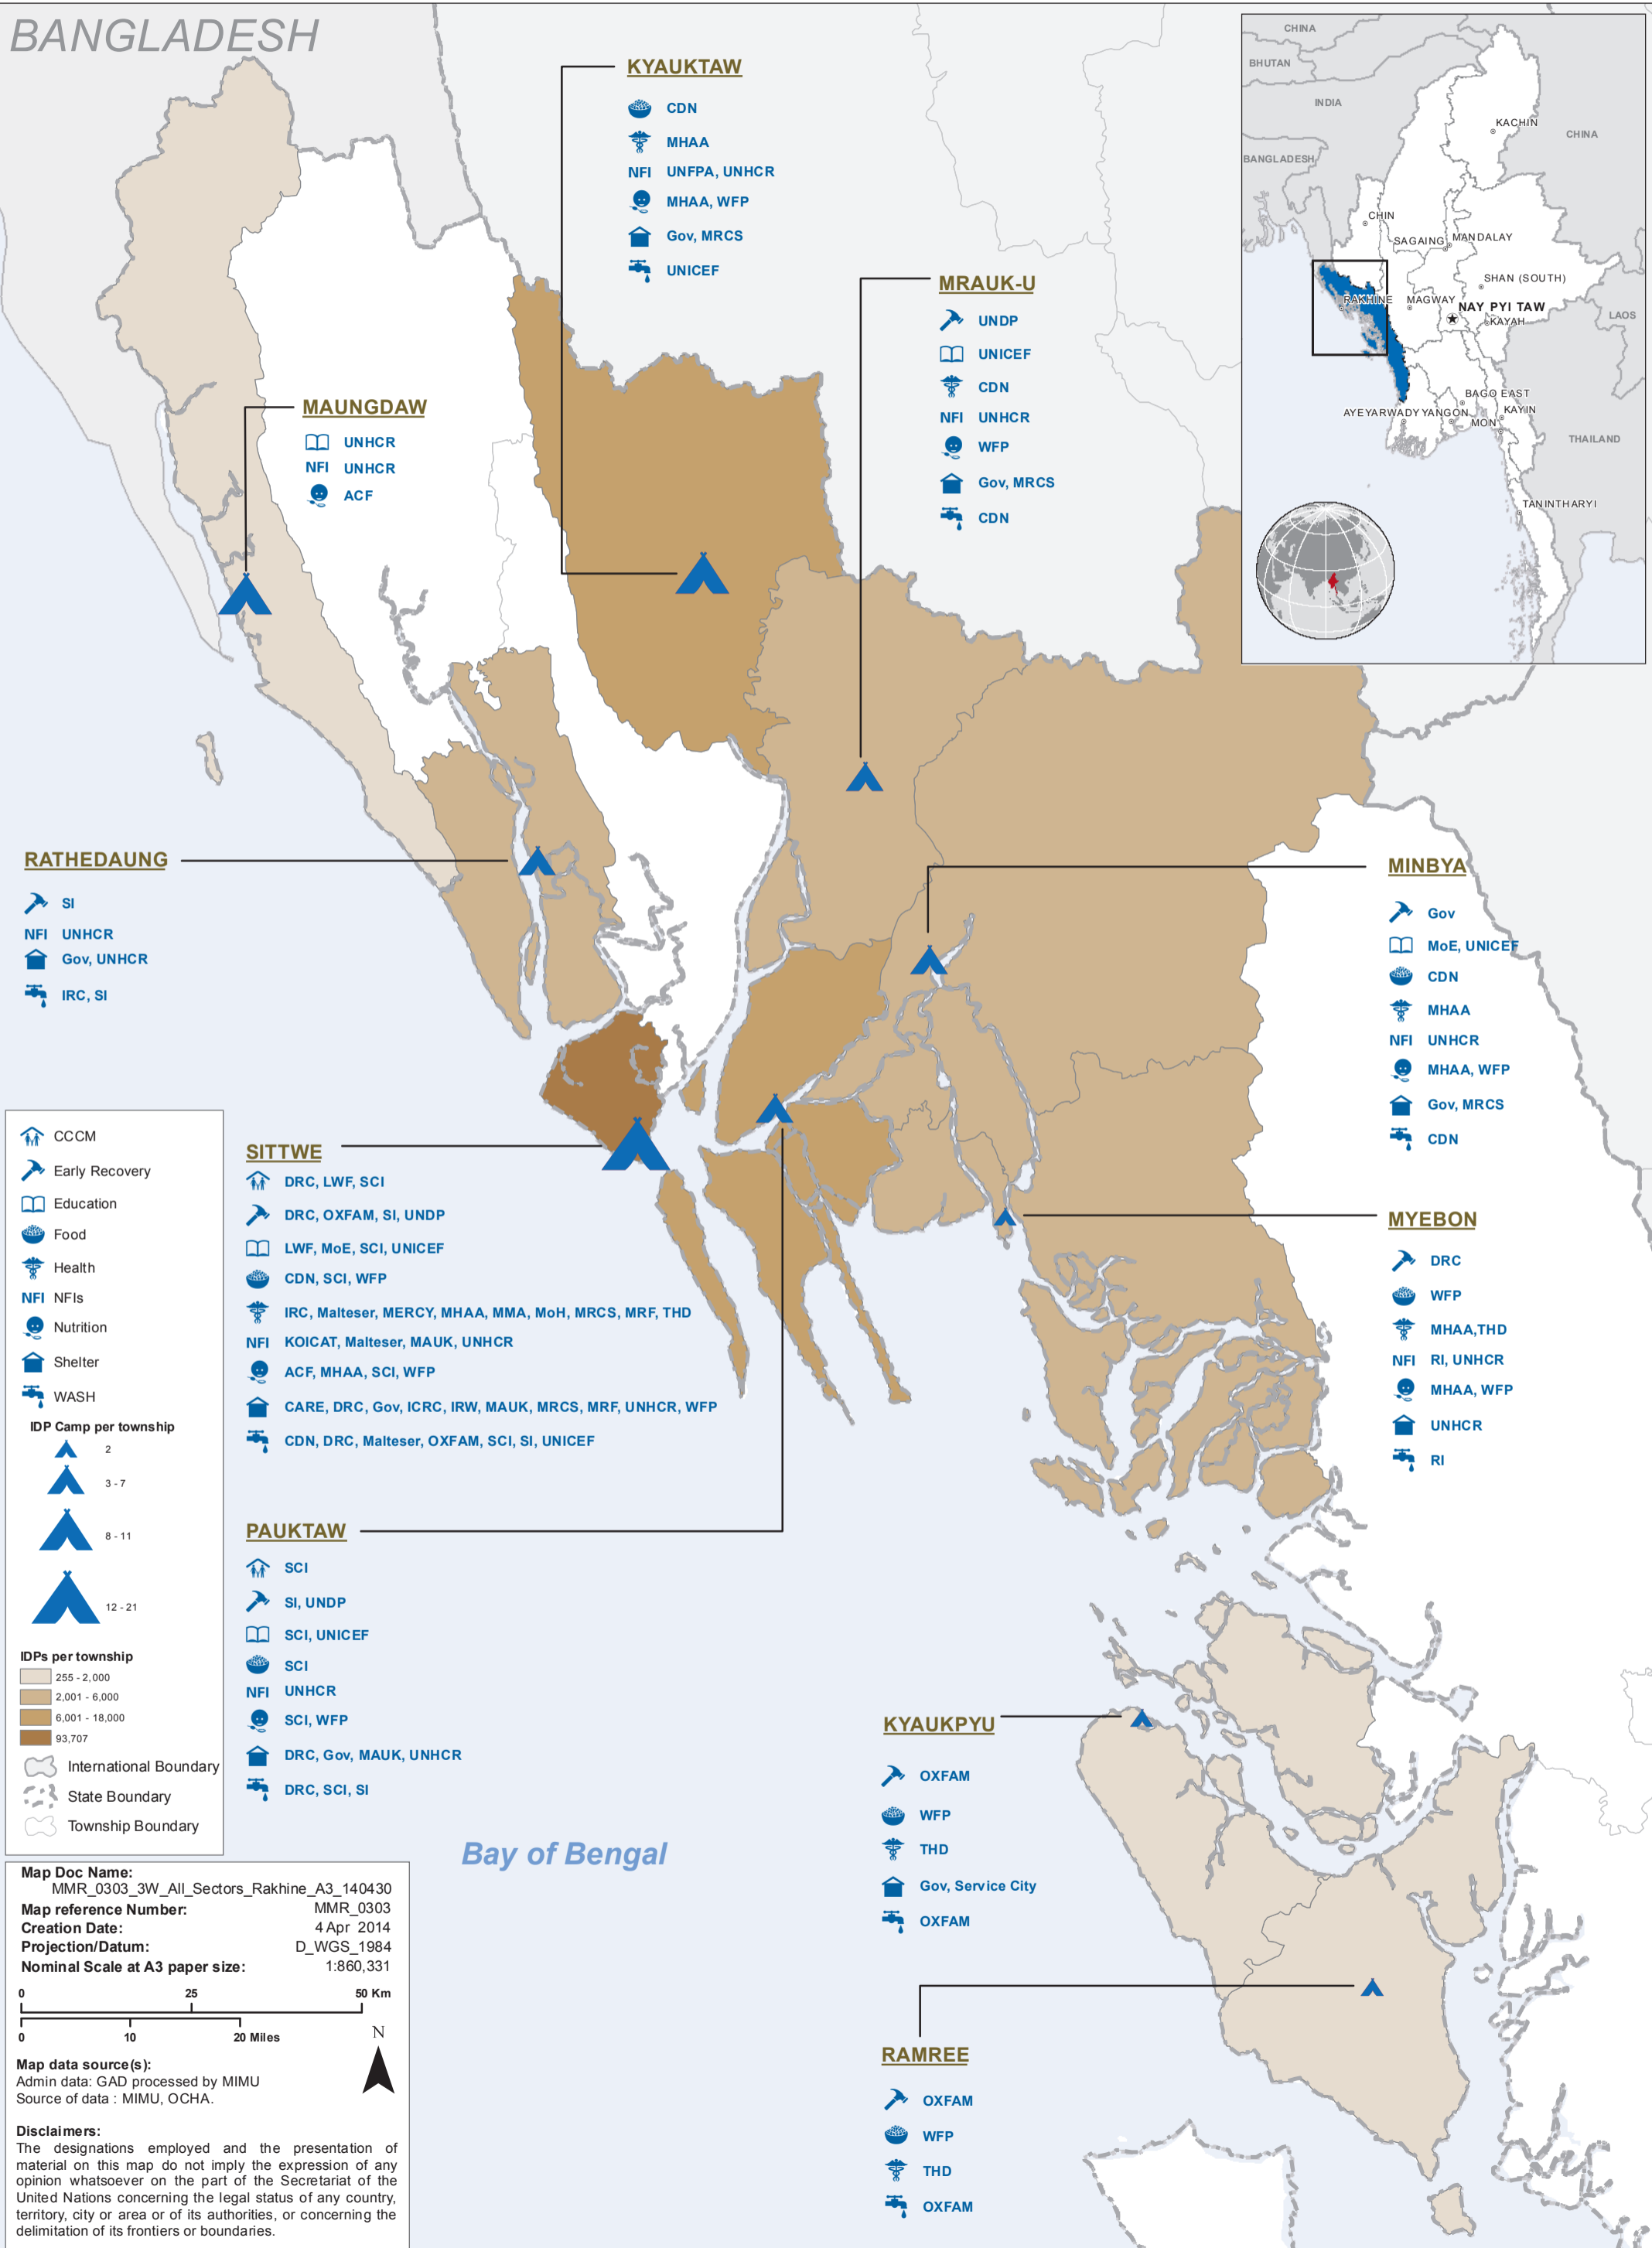 BANGLADESH
KYAUKTAW
CDN
MHAA
NFI UNFPA, UNHCR
MHAA, WFP
Gov, MRCS
UNICEF
MRAUK-U
UNDP
UNICEF
CDN
NFI UNHCR
WFP
Gov, MRCS
CDN
CHINA
BHUTAN
INDIA
KACHIN
CHINA
BANGLADESH
CHIN
SAGAING
MANDALAY
SHAN (SOUTH)
RAKHINE
MAGWAY
NAY PYI TAW
KAYAH
LAOS
BAGO EAST
AYEYARWADY
YANGON
KAYIN
MON
THAILAND
TANINTHARYI
MAUNGDAW
UNHCR
NFI UNHCR
ACF
RATHEDAUNG
SI
NFI UNHCR
Gov, UNHCR
IRC, SI
MINBYA
Gov
MoE, UNICEF
CDN
MHAA
NFI UNHCR
MHAA, WFP
Gov, MRCS
CDN
SITTWE
DRC, LWF, SCI
DRC, OXFAM, SI, UNDP
LWF, MoE, SCI, UNICEF
CDN, SCI, WFP
IRC, Malteser, MERCY, MHAA, MMA, MoH, MRCS, MRF, THD
NFI KOICAT, Malteser, MAUK, UNHCR
ACF, MHAA, SCI, WFP
CARE, DRC, Gov, ICRC, IRW, MAUK, MRCS, MRF, UNHCR, WFP
CDN, DRC, Malteser, OXFAM, SCI, SI, UNICEF
MYEBON
DRC
WFP
MHAA,THD
NFI RI, UNHCR
MHAA, WFP
UNHCR
RI
PAUKTAW
SCI
SI, UNDP
SCI, UNICEF
SCI
NFI UNHCR
SCI, WFP
DRC, Gov, MAUK, UNHCR
DRC, SCI, SI
KYAUKPYU
OXFAM
WFP
THD
Gov, Service City
OXFAM
RAMREE
OXFAM
WFP
THD
OXFAM
Bay of Bengal
CCCM
Early Recovery
Education
Food
Health
NFI NFIs
Nutrition
Shelter
WASH
IDP Camp per township
2
3 - 7
8 - 11
12 - 21
IDPs per township
255 - 2,000
2,001 - 6,000
6,001 - 18,000
93,707
International Boundary
State Boundary
Township Boundary
Map Doc Name:
MMR_0303_3W_All_Sectors_Rakhine_A3_140430
Map reference Number: MMR_0303
Creation Date: 4 Apr 2014
Projection/Datum: D_WGS_1984
Nominal Scale at A3 paper size: 1:860,331
0 25 50 Km
0 10 20 Miles
N
Map data source(s):
Admin data: GAD processed by MIMU
Source of data : MIMU, OCHA.
Disclaimers:
The designations employed and the presentation of
material on this map do not imply the expression of any
opinion whatsoever on the part of the Secretariat of the
United Nations concerning the legal status of any country,
territory, city or area or of its authorities, or concerning the
delimitation of its frontiers or boundaries.